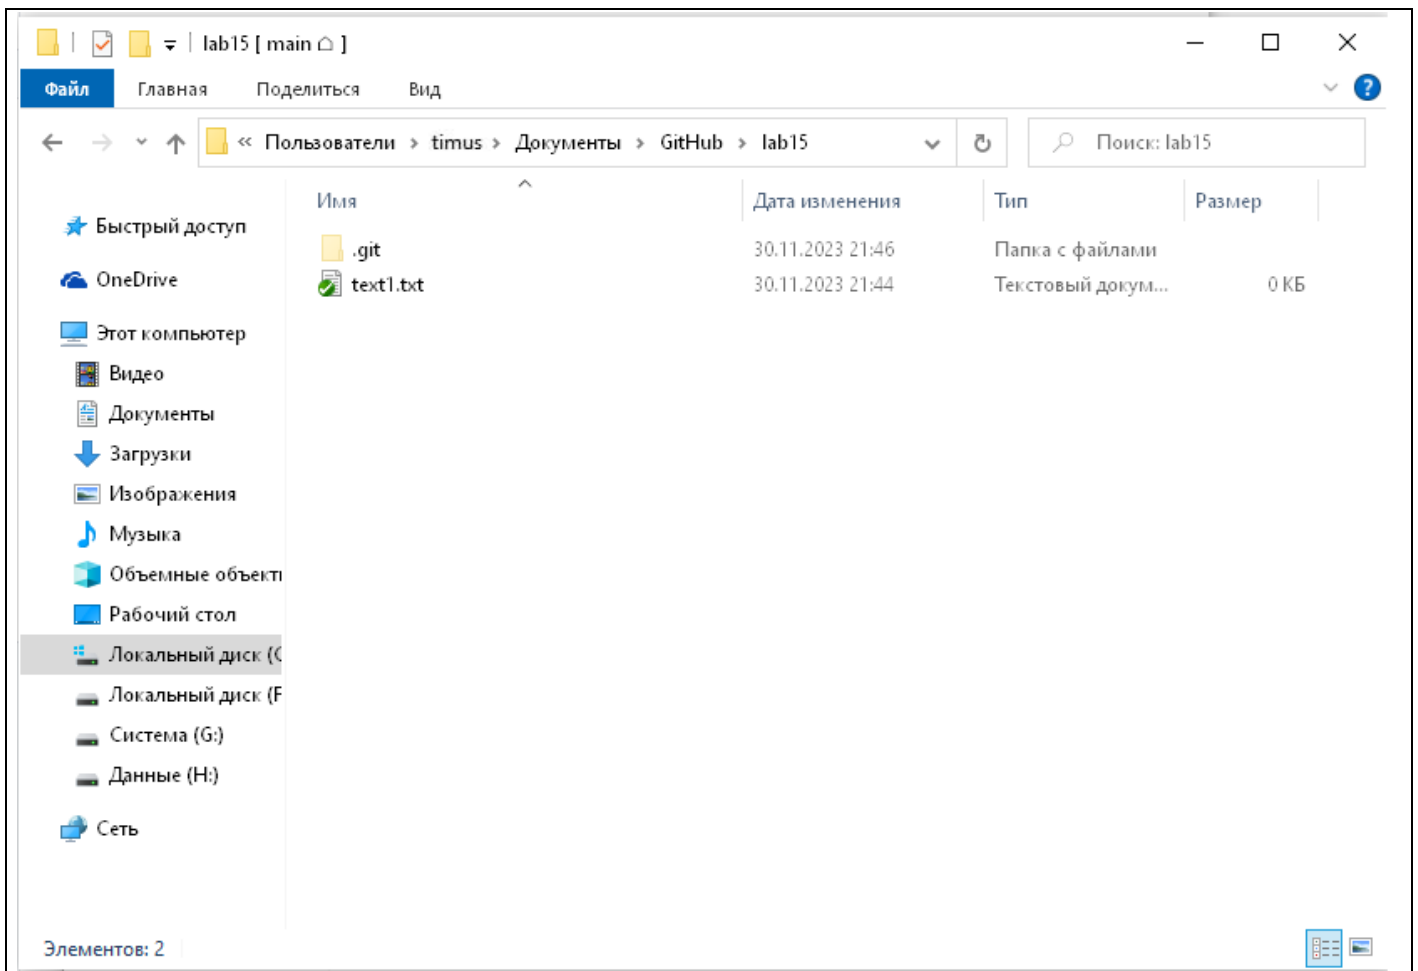 lab15 [ main ⌂ ]
Файл Главная Поделиться Вид
« Пользователи › timus › Документы › GitHub › lab15 Поиск: lab15
Имя Дата изменения Тип Размер
.git 30.11.2023 21:46 Папка с файлами
text1.txt 30.11.2023 21:44 Текстовый докум... 0 КБ
Быстрый доступ
OneDrive
Этот компьютер
Видео
Документы
Загрузки
Изображения
Музыка
Объемные объект
Рабочий стол
Локальный диск (C
Локальный диск (F
Система (G:)
Данные (H:)
Сеть
Элементов: 2